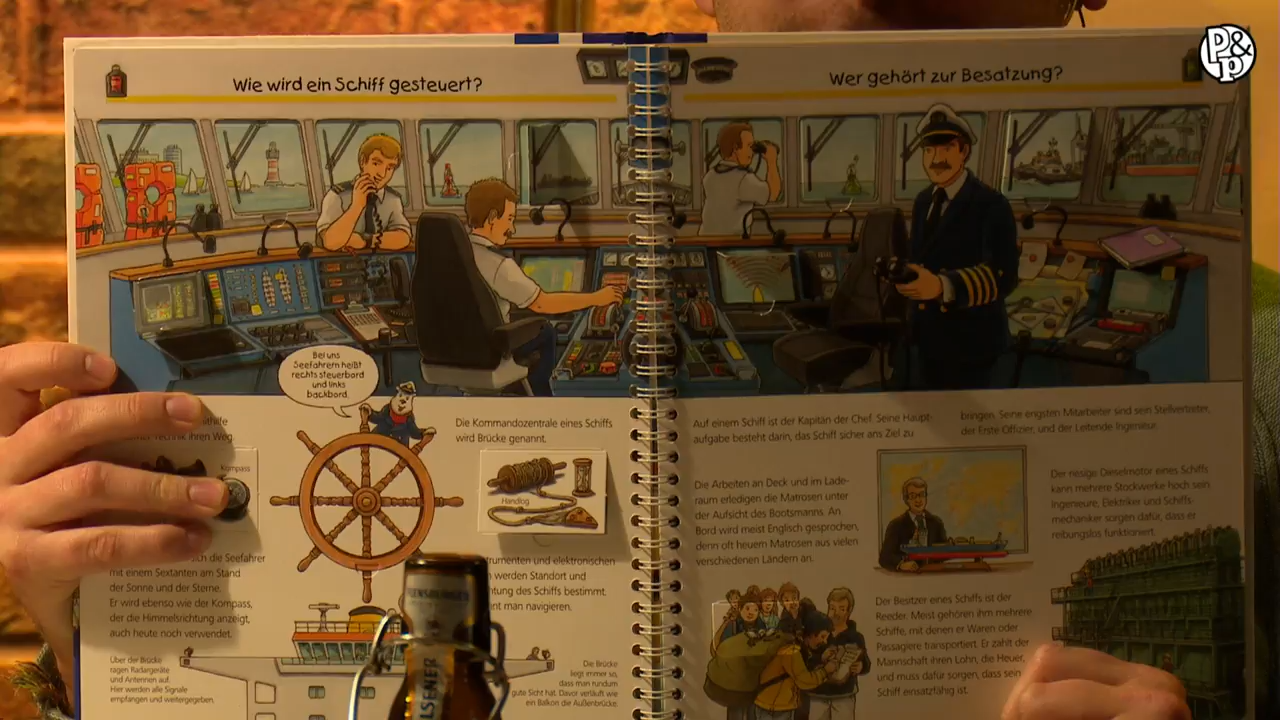 P&P
Wie wird ein Schiff gesteuert?
Wer gehört zur Besatzung?
Bei uns
Seefahrern heißt
rechts steuerbord
und links
backbord.
ihren Weg.
Kompass
die Seefahrer
mit einem Sextanten am Stand
der Sonne und der Sterne.
Er wird ebenso wie der Kompass,
der die Himmelsrichtung anzeigt,
auch heute noch verwendet.
Über der Brücke
ragen Radargeräte
und Antennen auf.
Hier werden alle Signale
empfangen und weitergegeben.
Die Kommandozentrale eines Schiffs
wird Brücke genannt.
Handlog
und elektronischen
werden Standort und
des Schiffs bestimmt.
man navigieren.
Die Brücke
liegt immer so,
dass man rundum
gute Sicht hat. Davor verläuft wie
ein Balkon die Außenbrücke.
PILSENER
Auf einem Schiff ist der Kapitän der Chef. Seine Haupt-
aufgabe besteht darin, das Schiff sicher ans Ziel zu
bringen. Seine engsten Mitarbeiter sind sein Stellvertreter,
der Erste Offizier, und der Leitende Ingenieur.
Die Arbeiten an Deck und im Lade-
raum erledigen die Matrosen unter
der Aufsicht des Bootsmanns. An
Bord wird meist Englisch gesprochen,
denn oft heuern Matrosen aus vielen
verschiedenen Ländern an.
Der riesige Dieselmotor eines Schiffs
kann mehrere Stockwerke hoch sein.
Ingenieure, Elektriker und Schiffs-
mechaniker sorgen dafür, dass er
reibungslos funktioniert.
Der Besitzer eines Schiffs ist der
Reeder. Meist gehören ihm mehrere
Schiffe, mit denen er Waren oder
Passagiere transportiert. Er zahlt der
Mannschaft ihren Lohn, die Heuer,
und muss dafür sorgen, dass sein
Schiff einsatzfähig ist.